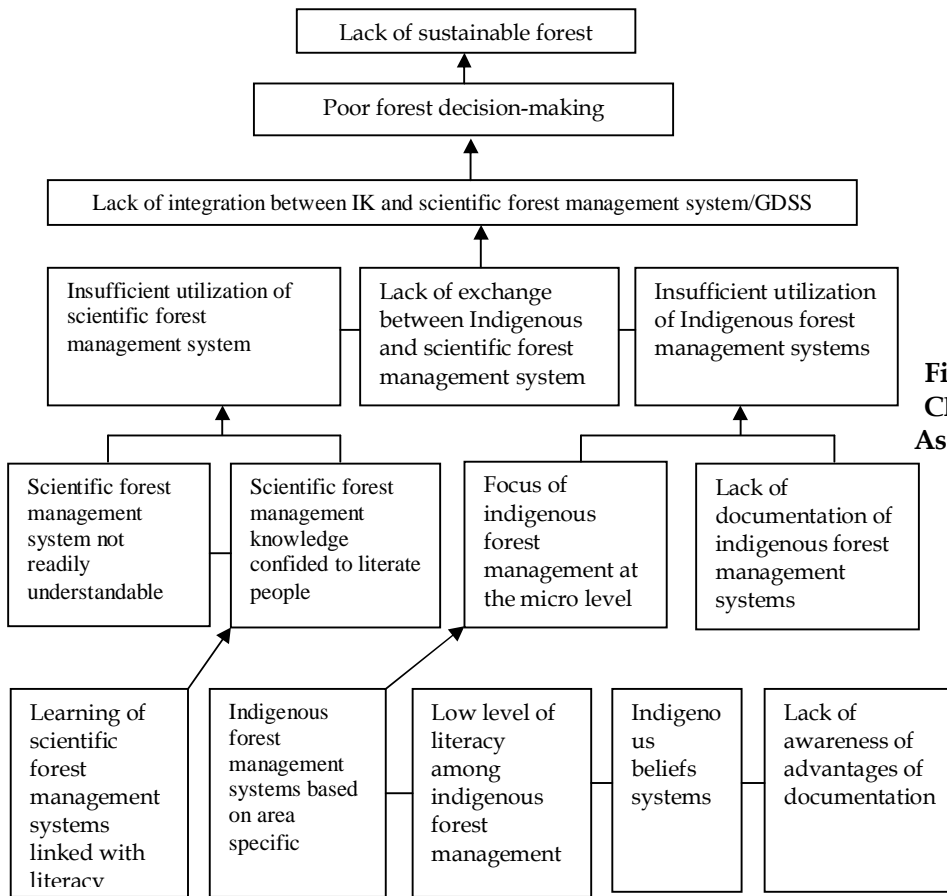 Lack of sustainable forest
Poor forest decision-making
Lack of integration between IK and scientific forest management system/GDSS
Insufficient utilization of
scientific forest
management system
Lack of exchange
between Indigenous
and scientific forest
management system
Insufficient utilization
of Indigenous forest
management systems
Scientific forest
management
system not
readily
understandable
Scientific forest
management
knowledge
confided to literate
people
Focus of
indigenous
forest
management at
the micro level
Lack of
documentation of
indigenous forest
management
systems
Learning of
scientific
forest
management
systems
linked with
literacy
Indigenous
forest
management
systems based
on area
specific
Low level of
literacy
among
indigenous
forest
management
Indigeno
us
beliefs
systems
Lack of
awareness of
advantages of
documentation